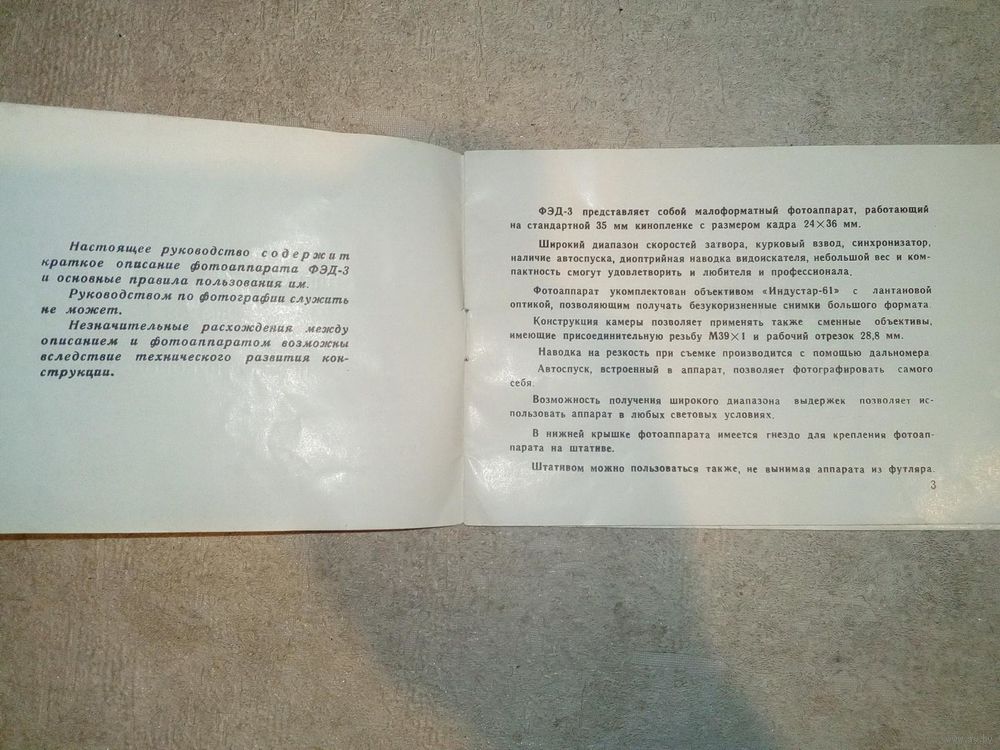 Настоящее руководство содержит
краткое описание фотоаппарата ФЭД-3
и основные правила пользования им.
Руководством по фотографии служить
не может.
Незначительные расхождения между
описанием и фотоаппаратом возможны
вследствие технического развития кон-
струкции.
ФЭД-3 представляет собой малоформатный фотоаппарат, работающий
на стандартной 35 мм кинопленке с размером кадра 24×36 мм.
Широкий диапазон скоростей затвора, курковый взвод, синхронизатор,
наличие автоспуска, диоптрийная наводка видоискателя, небольшой вес и ком-
пактность смогут удовлетворить и любителя и профессионала.
Фотоаппарат укомплектован объективом «Индустар-61» с лантановой
оптикой, позволяющим получать безукоризненные снимки большого формата.
Конструкция камеры позволяет применять также сменные объективы,
имеющие присоединительную резьбу М39×1 и рабочий отрезок 28,8 мм.
Наводка на резкость при съемке производится с помощью дальномера.
Автоспуск, встроенный в аппарат, позволяет фотографировать самого
себя.
Возможность получения широкого диапазона выдержек позволяет ис-
пользовать аппарат в любых световых условиях.
В нижней крышке фотоаппарата имеется гнездо для крепления фотоап-
парата на штативе.
Штативом можно пользоваться также, не вынимая аппарата из футляра.
3